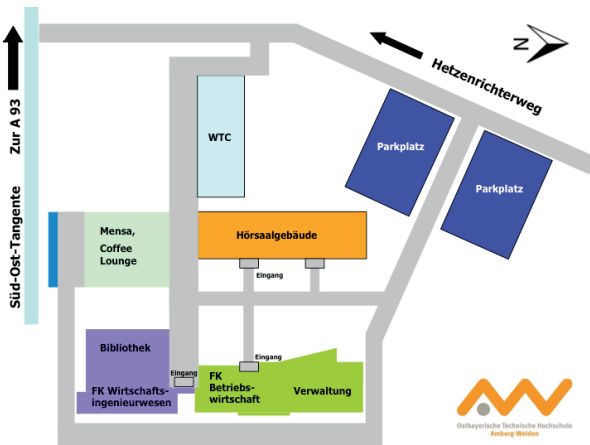 Zur A 93
Süd-Ost-Tangente
Hetzenrichterweg
N
WTC
Parkplatz
Parkplatz
Mensa,
Coffee
Lounge
Hörsaalgebäude
Eingang
Bibliothek
Eingang
Eingang
FK Wirtschafts-
ingenieurwesen
FK
Betriebs-
wirtschaft
Verwaltung
Ostbayerische Technische Hochschule
Amberg-Weiden